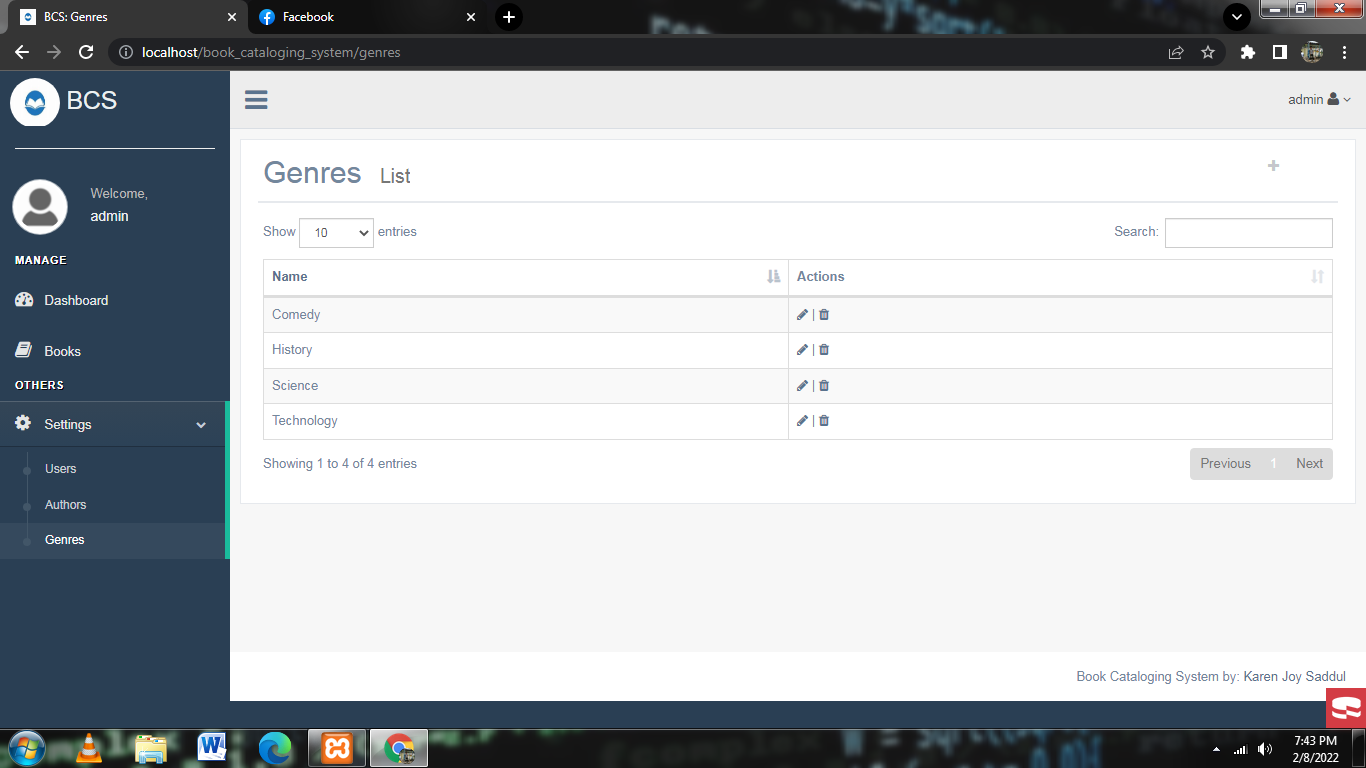 BCS: Genres
Facebook
localhost/book_cataloging_system/genres
BCS
admin
Welcome,
admin
MANAGE
Dashboard
Books
OTHERS
Settings
Users
Authors
Genres
Genres List
Show 10 entries
Search:
Name Actions
Comedy |
History |
Science |
Technology |
Showing 1 to 4 of 4 entries
Previous 1 Next
Book Cataloging System by: Karen Joy Saddul
7:43 PM
2/8/2022